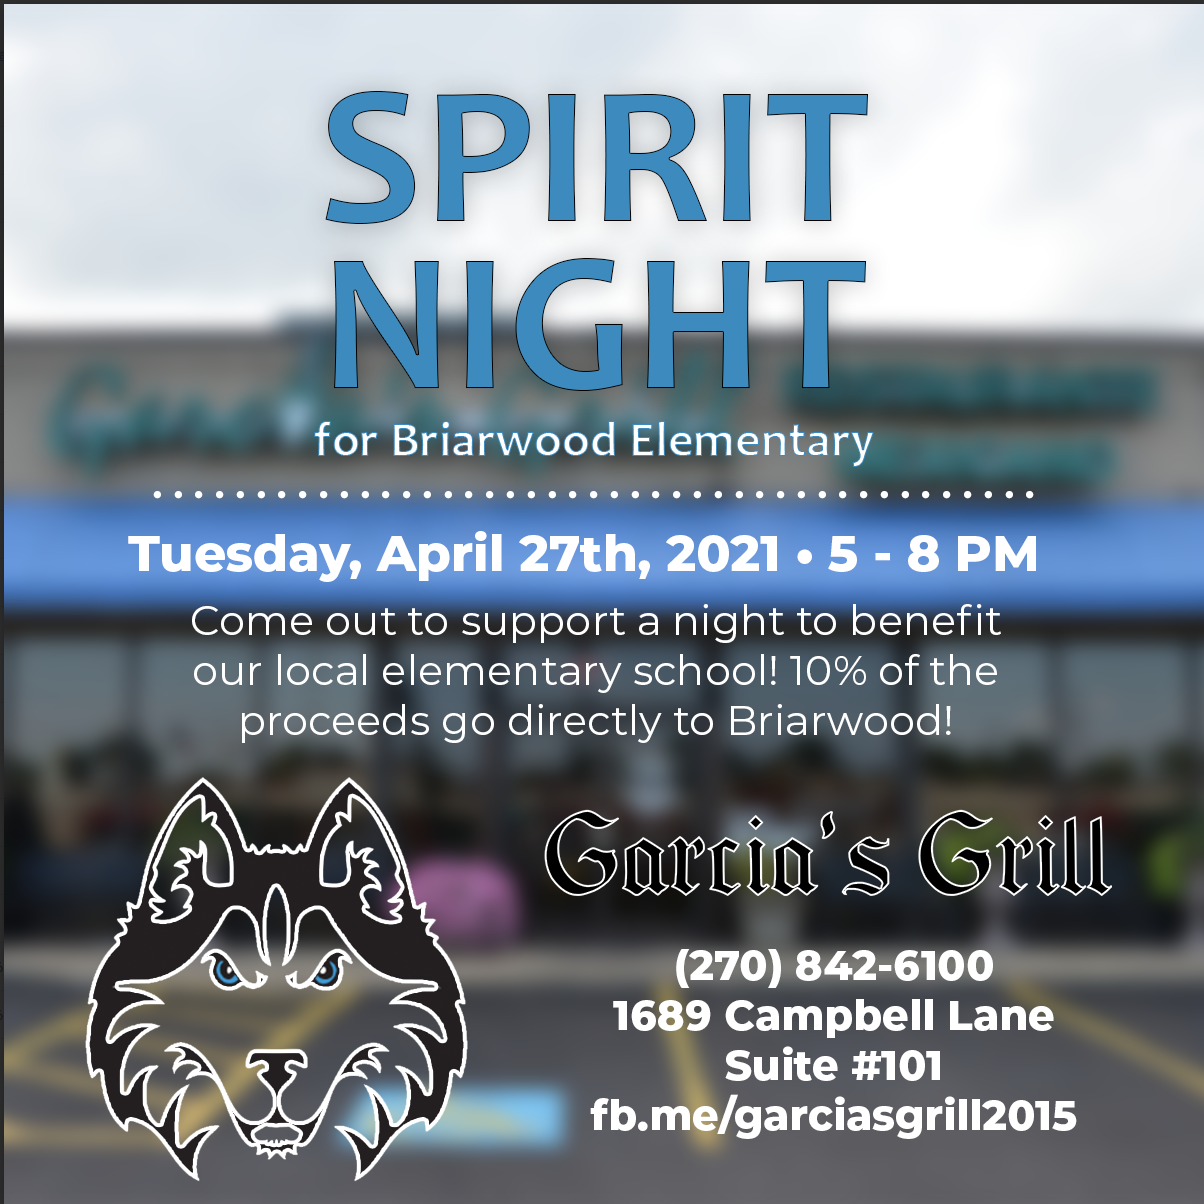 SPIRIT
NIGHT
for Briarwood Elementary
Tuesday, April 27th, 2021 • 5 - 8 PM
Come out to support a night to benefit
our local elementary school! 10% of the
proceeds go directly to Briarwood!
Garcia's Grill
(270) 842-6100
1689 Campbell Lane
Suite #101
fb.me/garciasgrill2015